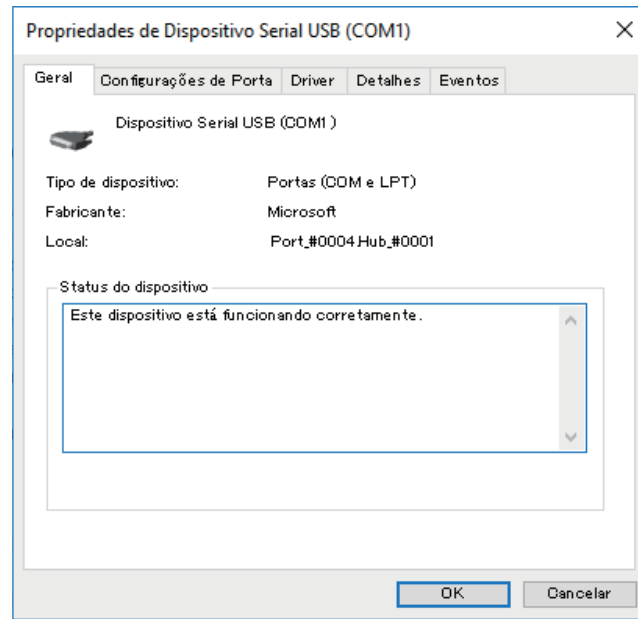 Propriedades de Dispositivo Serial USB (COM1)
Geral Configurações de Porta Driver Detalhes Eventos
Dispositivo Serial USB (COM1)
Tipo de dispositivo: Portas (COM e LPT)
Fabricante: Microsoft
Local: Port_#0004.Hub_#0001
Status do dispositivo
Este dispositivo está funcionando corretamente.
OK Cancelar